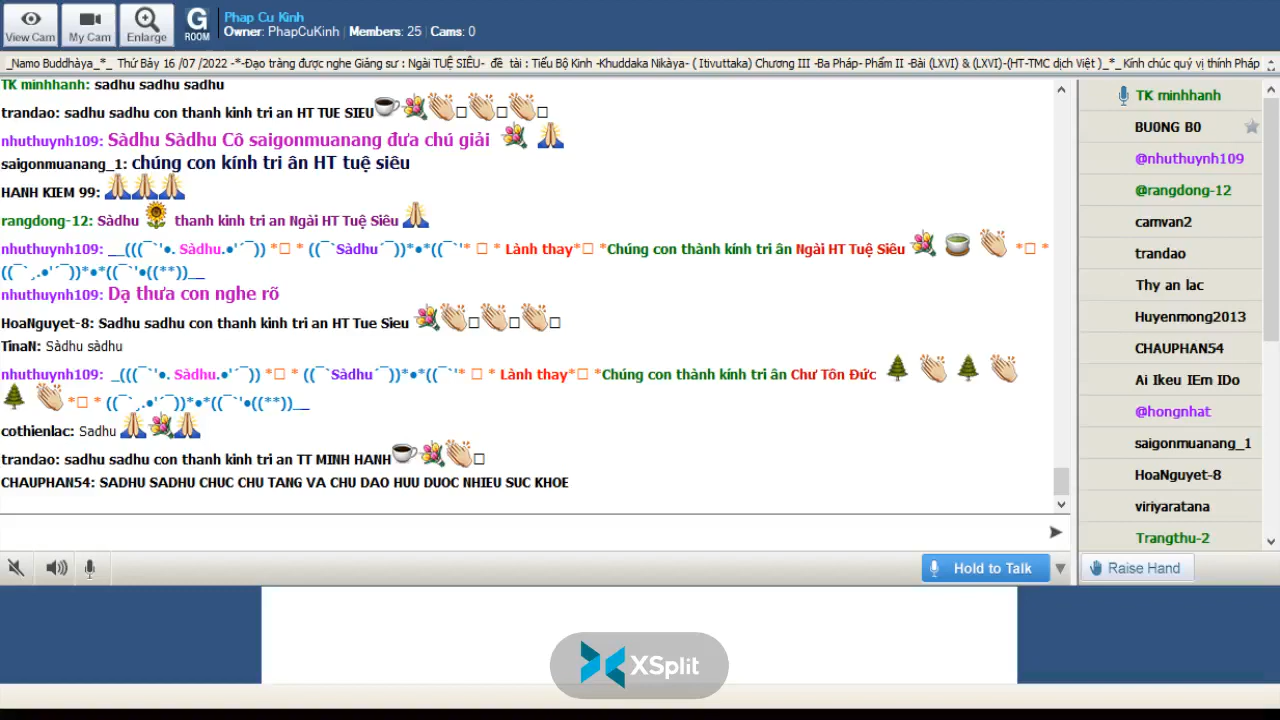 View Cam
My Cam
Enlarge
G
ROOM
Phap Cu Kinh
Owner: PhapCuKinh | Members: 25 | Cams: 0
_Namo Buddhàya_*_ Thứ Bảy 16 /07 /2022 -*-Đạo tràng được nghe Giảng sư : Ngài TUỆ SIÊU- đề tài : Tiểu Bộ Kinh -Khuddaka Nikàya- ( Itivuttaka) Chương III -Ba Pháp- Phẩm II -Bài (LXVI) & (LXVI)-(HT-TMC dịch Việt )_*_Kính chúc quý vị thính Pháp
TK minhhanh: sadhu sadhu sadhu
trandao: sadhu sadhu con thanh kinh tri an HT TUE SIEU
nhuthuynh109: Sàdhu Sàdhu Cô saigonmuanang đưa chú giải
saigonmuanang_1: chúng con kính tri ân HT tuệ siêu
HANH KIEM 99:
rangdong-12: Sàdhu thanh kinh tri an Ngài HT Tuệ Siêu
nhuthuynh109: __(((¯`'•. Sàdhu.•'´¯)) *□ * ((¯`Sàdhu´¯))*•*((¯`'* □ * Lành thay*□ *Chúng con thành kính tri ân Ngài HT Tuệ Siêu *□ *
((¯`¸.•'´¯))*•*((¯`'•((**))__
nhuthuynh109: Dạ thưa con nghe rõ
HoaNguyet-8: Sadhu sadhu con thanh kinh tri an HT Tue Sieu
TinaN: Sàdhu sàdhu
nhuthuynh109: _(((¯`'•. Sàdhu.•'´¯)) *□ * ((¯`Sàdhu´¯))*•*((¯`'* □ * Lành thay*□ *Chúng con thành kính tri ân Chư Tôn Đức
*□ * ((¯`¸.•'´¯))*•*((¯`'•((**))__
cothienlac: Sadhu
trandao: sadhu sadhu con thanh kinh tri an TT MINH HANH
CHAUPHAN54: SADHU SADHU CHUC CHU TANG VA CHU DAO HUU DUOC NHIEU SUC KHOE
TK minhhanh
BU0NG B0
@nhuthuynh109
@rangdong-12
camvan2
trandao
Thy an lac
Huyenmong2013
CHAUPHAN54
Ai Ikeu IEm IDo
@hongnhat
saigonmuanang_1
HoaNguyet-8
viriyaratana
Trangthu-2
Hold to Talk
Raise Hand
XSplit